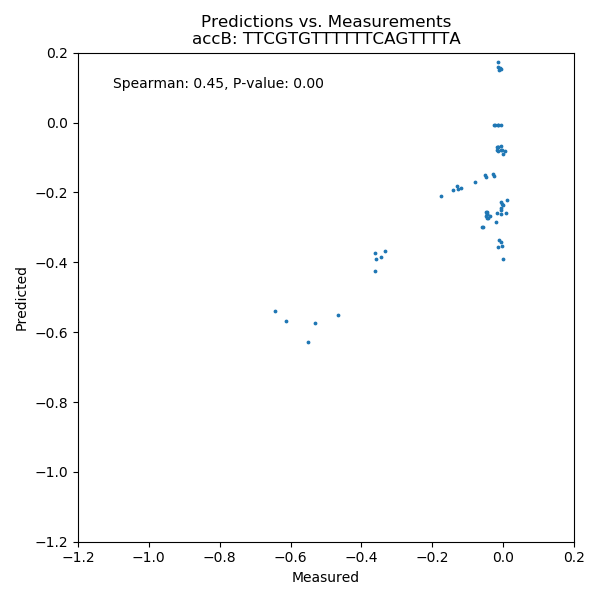 Predictions vs. Measurements
accB: TTCGTGTTTTTTCAGTTTTA
Spearman: 0.45, P-value: 0.00
0.2
0.0
−0.2
−0.4
−0.6
−0.8
−1.0
−1.2
Predicted
−1.2 −1.0 −0.8 −0.6 −0.4 −0.2 0.0 0.2
Measured